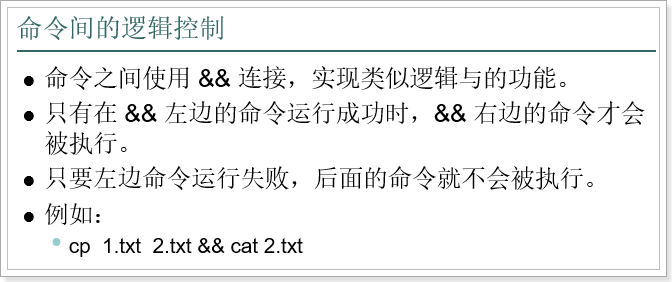 命令间的逻辑控制
命令之间使用 && 连接，实现类似逻辑与的功能。
只有在 && 左边的命令运行成功时，&& 右边的命令才会
被执行。
只要左边命令运行失败，后面的命令就不会被执行。
例如：
cp  1.txt  2.txt && cat 2.txt